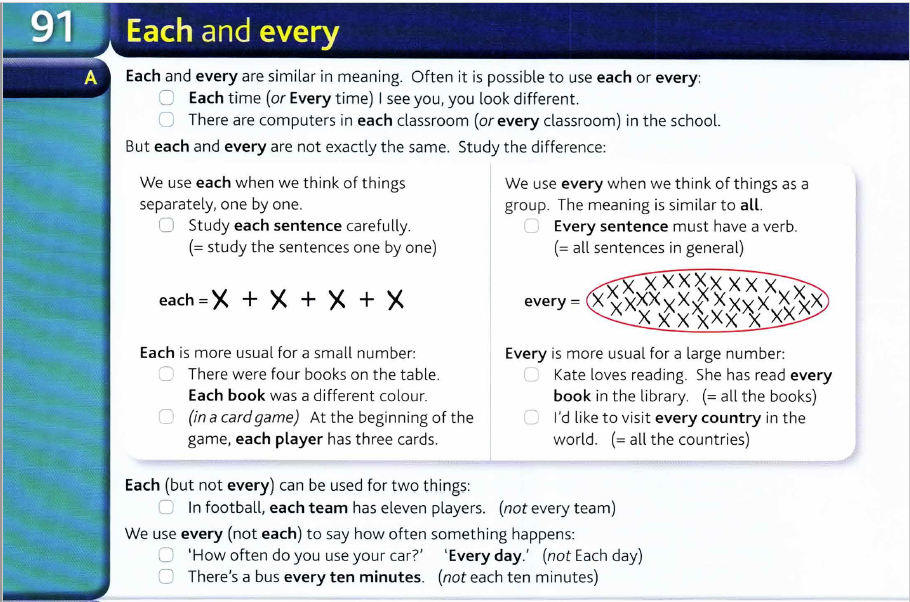 91
Each and every
A
Each and every are similar in meaning. Often it is possible to use each or every:
Each time (or Every time) I see you, you look different.
There are computers in each classroom (or every classroom) in the school.
But each and every are not exactly the same. Study the difference:
We use each when we think of things
separately, one by one.
Study each sentence carefully.
(= study the sentences one by one)
each = X + X + X + X
Each is more usual for a small number:
There were four books on the table.
Each book was a different colour.
(in a card game) At the beginning of the
game, each player has three cards.
We use every when we think of things as a
group. The meaning is similar to all.
Every sentence must have a verb.
(= all sentences in general)
every =
Every is more usual for a large number:
Kate loves reading. She has read every
book in the library. (= all the books)
I'd like to visit every country in the
world. (= all the countries)
Each (but not every) can be used for two things:
In football, each team has eleven players. (not every team)
We use every (not each) to say how often something happens:
'How often do you use your car?' 'Every day.' (not Each day)
There's a bus every ten minutes. (not each ten minutes)